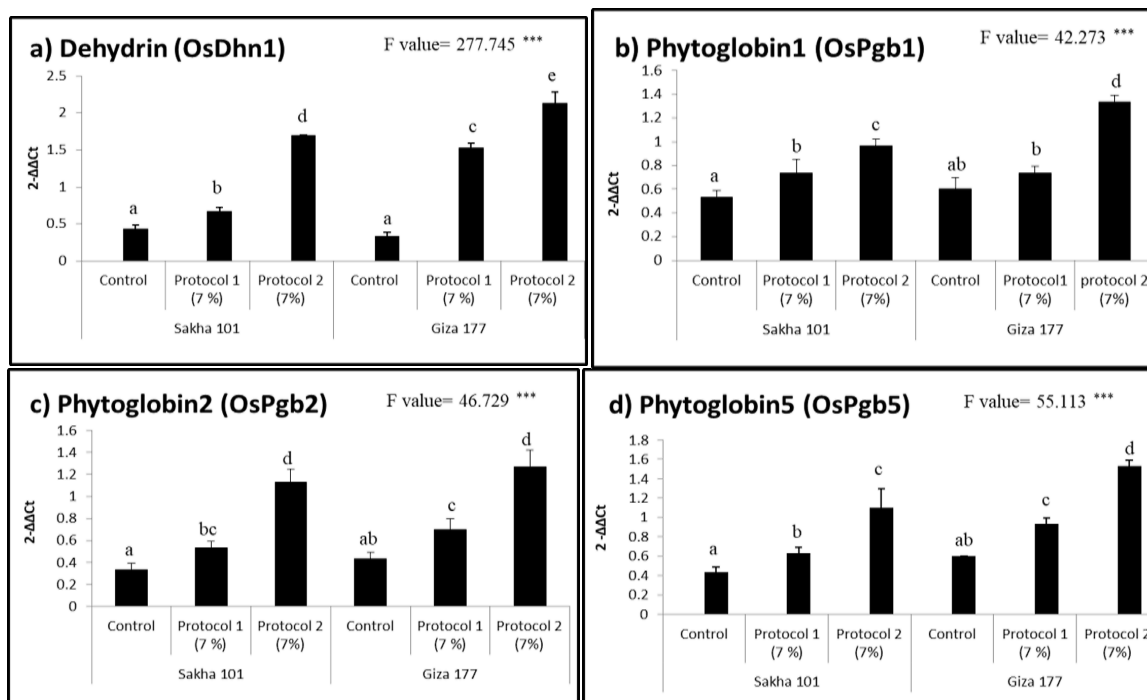 a) Dehydrin (OsDhn1)
F value= 277.745 ***
2-ΔΔCt
2.5
2
1.5
1
0.5
0
a
b
d
a
c
e
Control
Protocol 1 (7 %)
Protocol 2 (7%)
Control
Protocol 1 (7 %)
Protocol 2 (7%)
Sakha 101
Giza 177
b) Phytoglobin1 (OsPgb1)
F value= 42.273 ***
2-ΔΔCt
1.6
1.4
1.2
1
0.8
0.6
0.4
0.2
0
a
b
c
ab
b
d
Control
Protocol 1 (7 %)
Protocol 2 (7%)
Control
Protocol1 (7 %)
protocol 2 (7%)
Sakha 101
Giza 177
c) Phytoglobin2 (OsPgb2)
F value= 46.729 ***
2-ΔΔCt
1.6
1.4
1.2
1
0.8
0.6
0.4
0.2
0
a
bc
d
ab
c
d
Control
Protocol 1 (7 %)
Protocol 2 (7%)
Control
Protocol 1 (7 %)
Protocol 2 (7%)
Sakha 101
Giza 177
d) Phytoglobin5 (OsPgb5)
F value= 55.113 ***
2 -ΔΔCt
1.8
1.6
1.4
1.2
1
0.8
0.6
0.4
0.2
0
a
b
c
ab
c
d
Control
Protocol 1 (7 %)
Protocol 2 (7%)
Control
Protocol 1 (7 %)
Protocol 2 (7%)
Sakha 101
Giza 177